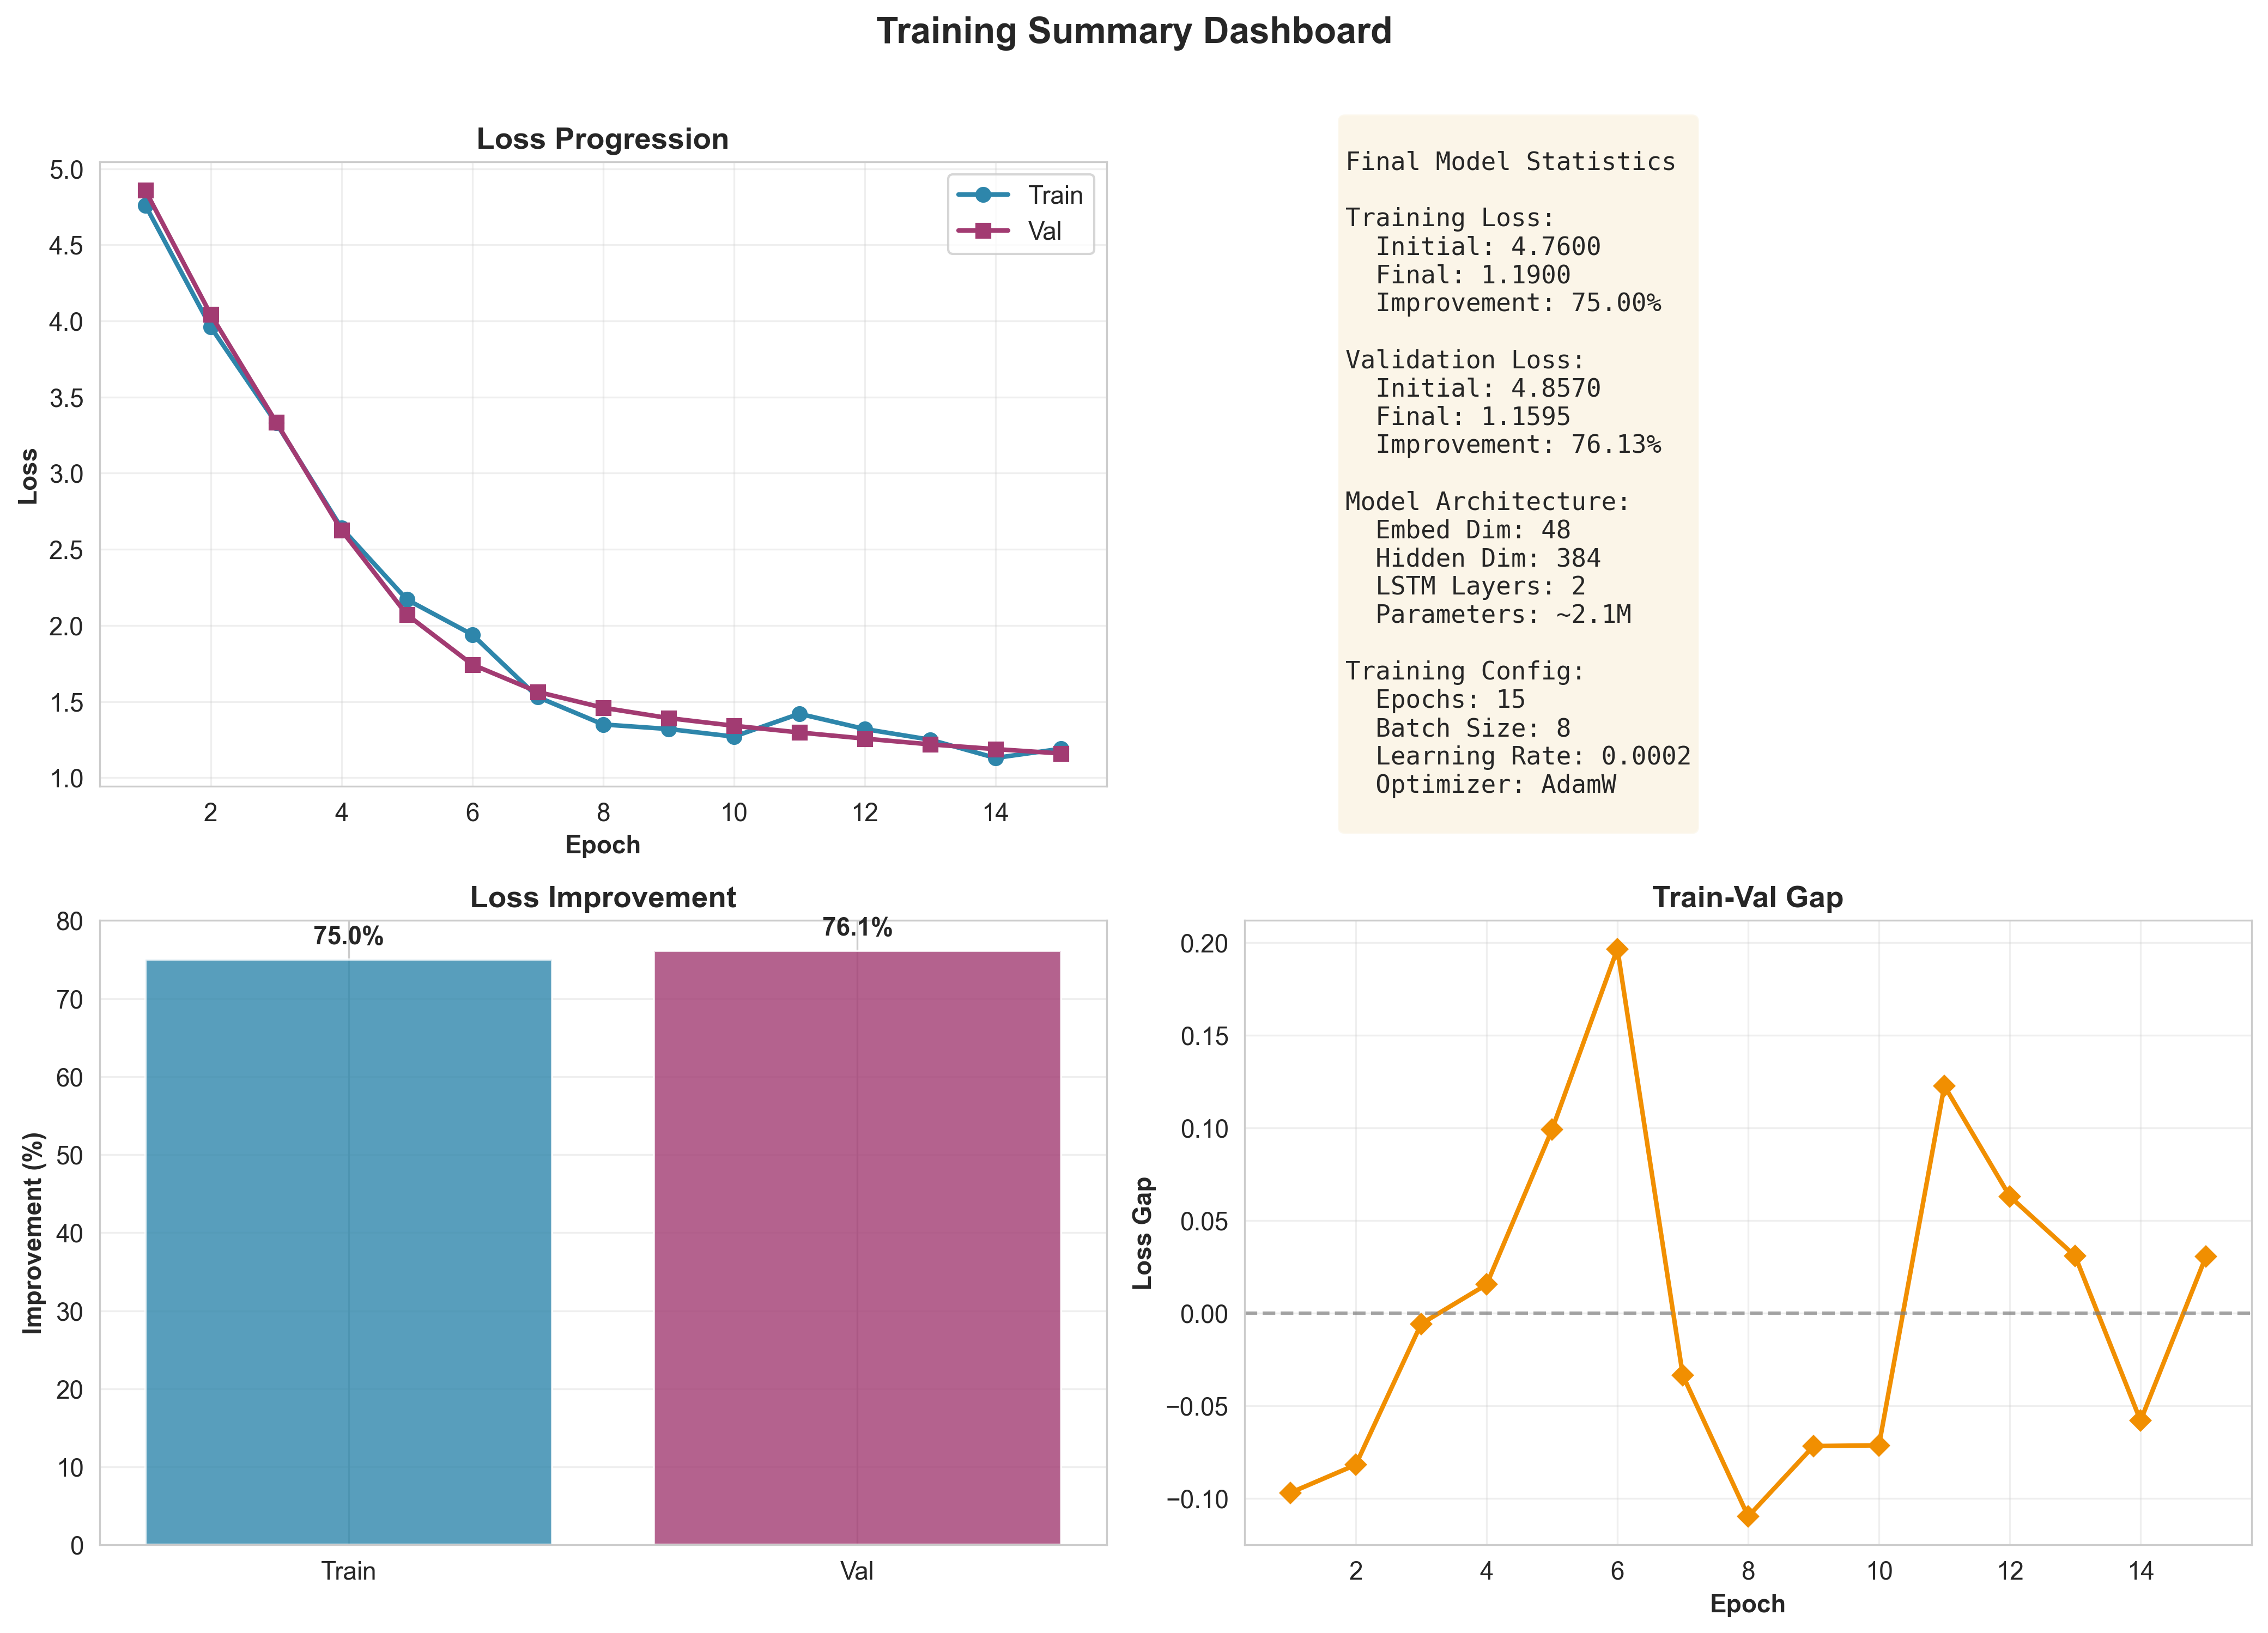 Training Summary Dashboard
Loss Progression
5.0
4.5
4.0
3.5
3.0
2.5
2.0
1.5
1.0
Loss
Train
Val
2 4 6 8 10 12 14
Epoch
Final Model Statistics
Training Loss:
Initial: 4.7600
Final: 1.1900
Improvement: 75.00%
Validation Loss:
Initial: 4.8570
Final: 1.1595
Improvement: 76.13%
Model Architecture:
Embed Dim: 48
Hidden Dim: 384
LSTM Layers: 2
Parameters: ~2.1M
Training Config:
Epochs: 15
Batch Size: 8
Learning Rate: 0.0002
Optimizer: AdamW
Loss Improvement
80
70
60
50
40
30
20
10
0
Improvement (%)
75.0%
76.1%
Train Val
Train-Val Gap
0.20
0.15
0.10
0.05
0.00
−0.05
−0.10
Loss Gap
2 4 6 8 10 12 14
Epoch